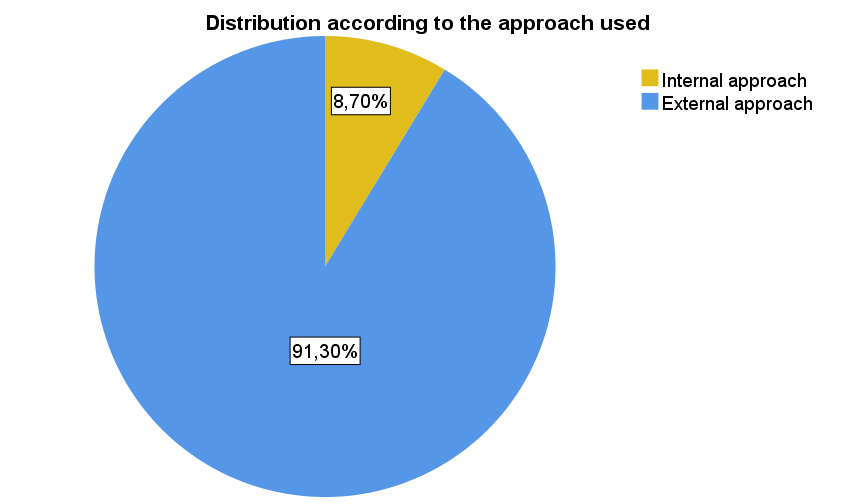 Distribution according to the approach used
Internal approach
External approach
8,70%
91,30%